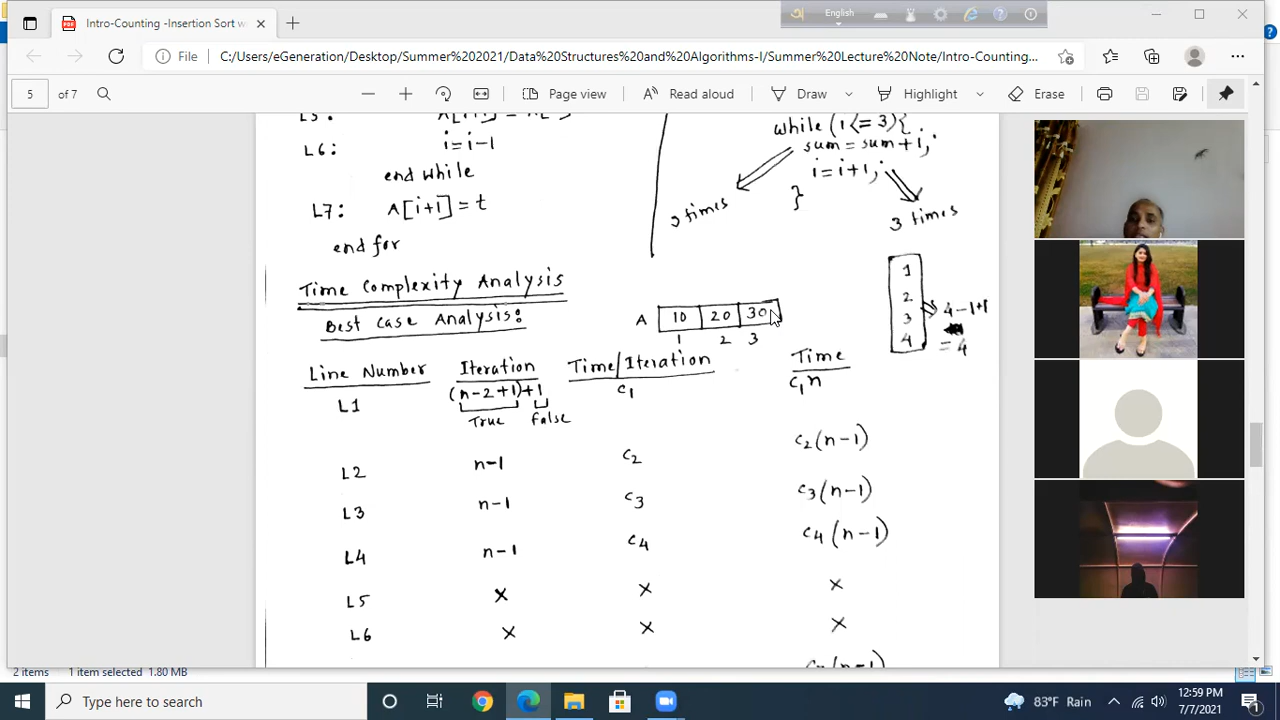 Intro-Counting -Insertion Sort w
English
File
C:/Users/eGeneration/Desktop/Summer%202091/Data%20Structures%20and%20Algorithms-I/Summer%20Lecture%20Note/Intro-Counting...
5 of 7
Page view
Read aloud
Draw
Highlight
Erase
L6: i=i-1
end while
L7: A[i+1] = t
end for
while (i <= 3){
sum = sum + i;
i = i+1;
}
3 times
3 times
Time Complexity Analysis
Best Case Analysis:
A 10 20 30
1 2 3
1
2
3
4
4-1+1
= 4
Line Number Iteration Time/Iteration Time
L1 (n-2+1)+1 c1 c1n
True False
L2 n-1 c2 c2(n-1)
L3 n-1 c3 c3(n-1)
L4 n-1 c4 c4(n-1)
L5 x x x
L6 x x x
2 items 1 item selected 1.80 MB
Type here to search
83°F Rain
12:59 PM
7/7/2021